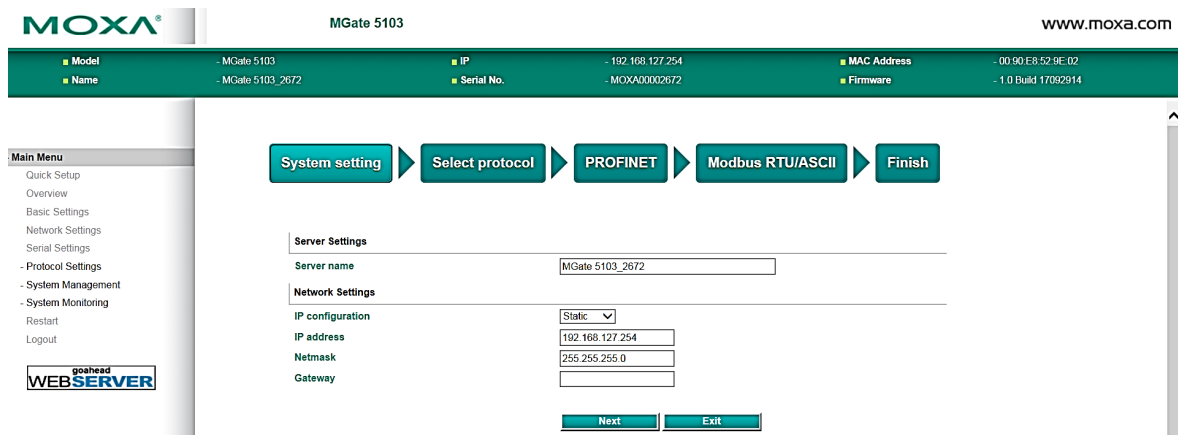 MOXA®
MGate 5103
www.moxa.com
Model - MGate 5103 IP - 192.168.127.254 MAC Address - 00:90:E8:52:9E:02
Name - MGate 5103_2672 Serial No. - MOXA00002672 Firmware - 1.0 Build 17092914
- Main Menu
Quick Setup
Overview
Basic Settings
Network Settings
Serial Settings
- Protocol Settings
- System Management
- System Monitoring
Restart
Logout
goahead
WEBSERVER
System setting Select protocol PROFINET Modbus RTU/ASCII Finish
Server Settings
Server name MGate 5103_2672
Network Settings
IP configuration Static
IP address 192.168.127.254
Netmask 255.255.255.0
Gateway
Next Exit